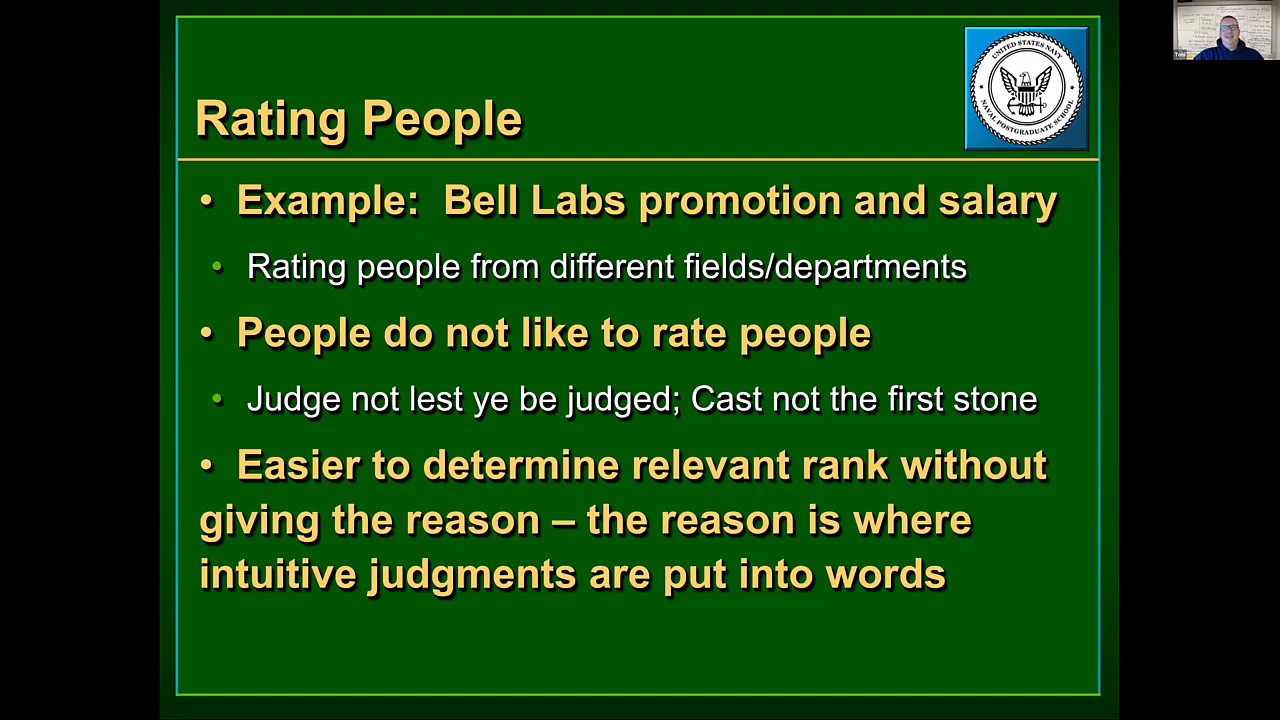 Rating People
UNITED STATES NAVY
NAVAL POSTGRADUATE SCHOOL
• Example: Bell Labs promotion and salary
• Rating people from different fields/departments
• People do not like to rate people
• Judge not lest ye be judged; Cast not the first stone
• Easier to determine relevant rank without
giving the reason – the reason is where
intuitive judgments are put into words